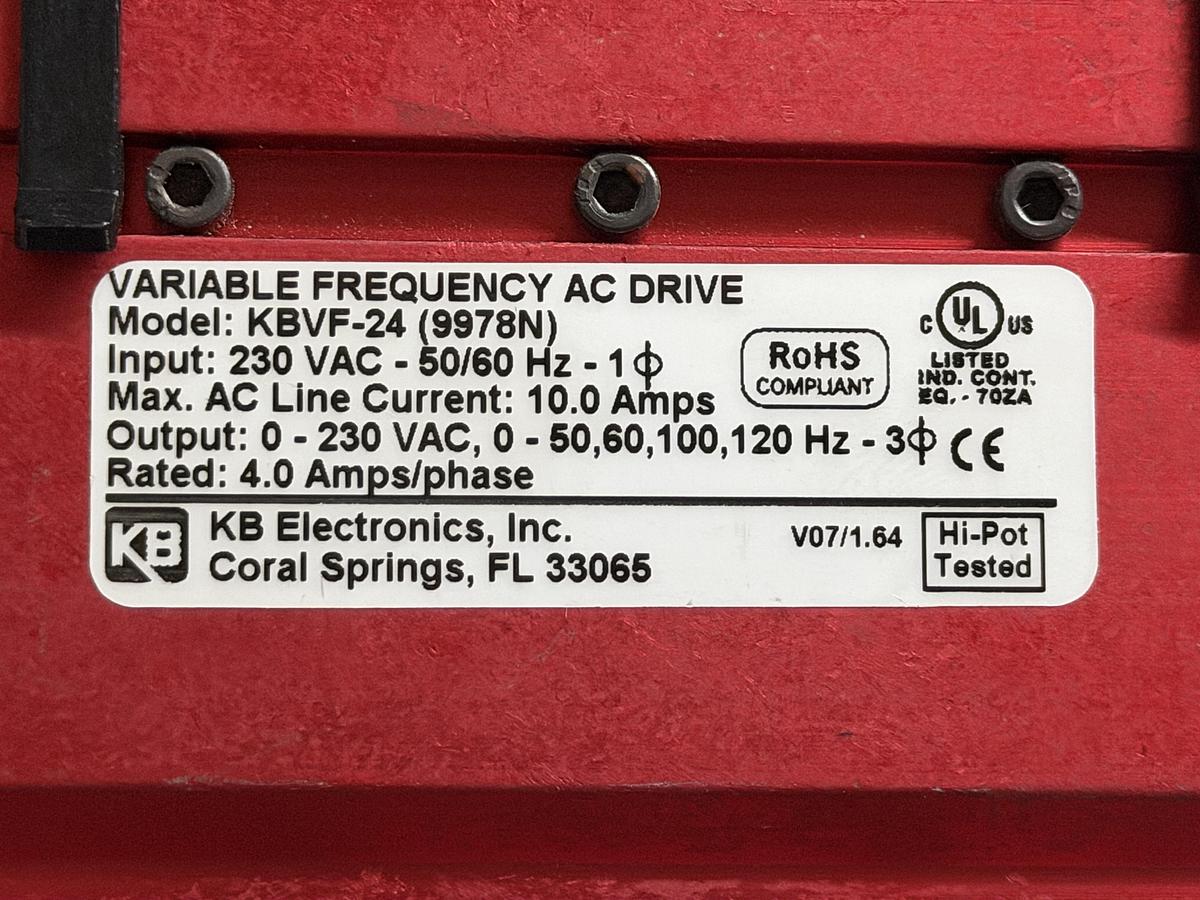 VARIABLE FREQUENCY AC DRIVE
Model: KBVF-24 (9978N)
Input: 230 VAC - 50/60 Hz - 1ϕ
Max. AC Line Current: 10.0 Amps
Output: 0 - 230 VAC, 0 - 50,60,100,120 Hz - 3ϕ
Rated: 4.0 Amps/phase
RoHS
COMPLIANT
C UL US
LISTED
IND. CONT.
EQ. - 70ZA
CE
KB
KB Electronics, Inc.
Coral Springs, FL 33065
V07/1.64
Hi-Pot
Tested